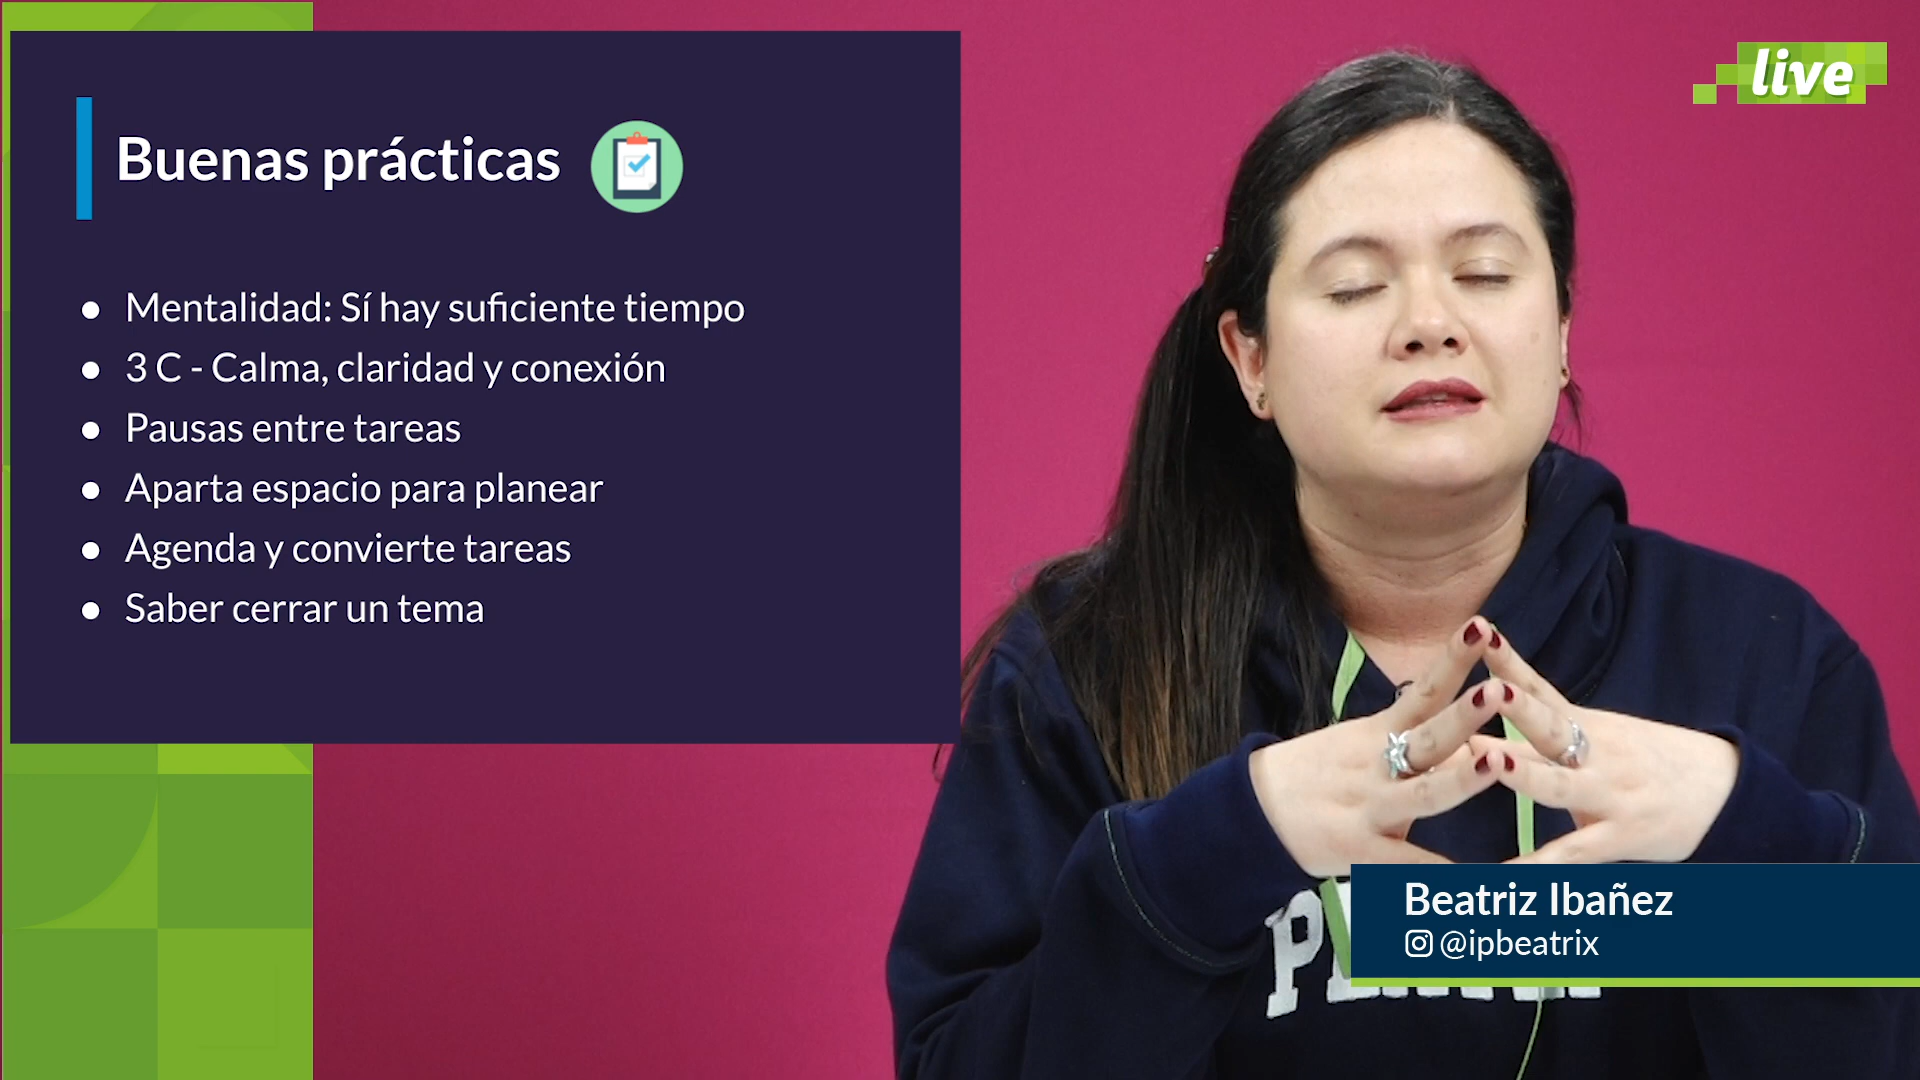 Buenas prácticas
● Mentalidad: Sí hay suficiente tiempo
● 3 C - Calma, claridad y conexión
● Pausas entre tareas
● Aparta espacio para planear
● Agenda y convierte tareas
● Saber cerrar un tema
live
Beatriz Ibañez
@ipbeatrix